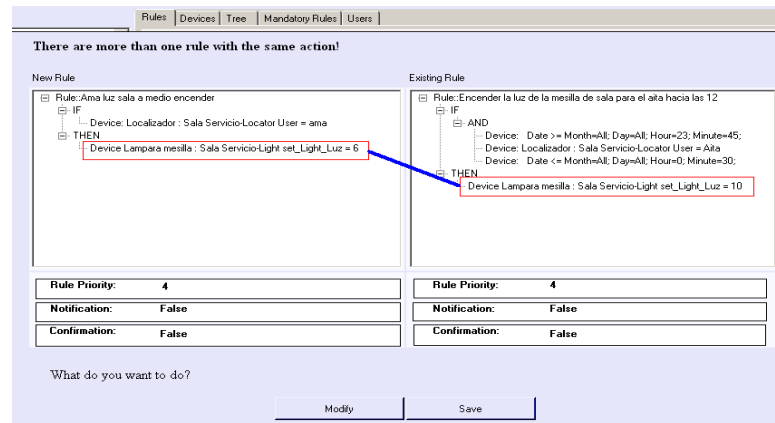 Rules Devices Tree Mandatory Rules Users
There are more than one rule with the same action!
New Rule
Rule::Ama luz sala a medio encender
IF
Device: Localizador : Sala Servicio-Locator User = ama
THEN
Device Lampara mesilla : Sala Servicio-Light set_Light_Luz = 6
Rule Priority: 4
Notification: False
Confirmation: False
Existing Rule
Rule::Encender la luz de la mesilla de sala para el aita hacia las 12
IF
AND
Device: Date >= Month=All; Day=All; Hour=23; Minute=45;
Device: Localizador : Sala Servicio-Locator User = Aita
Device: Date <= Month=All; Day=All; Hour=0; Minute=30;
THEN
Device Lampara mesilla : Sala Servicio-Light set_Light_Luz = 10
Rule Priority: 4
Notification: False
Confirmation: False
What do you want to do?
Modify Save